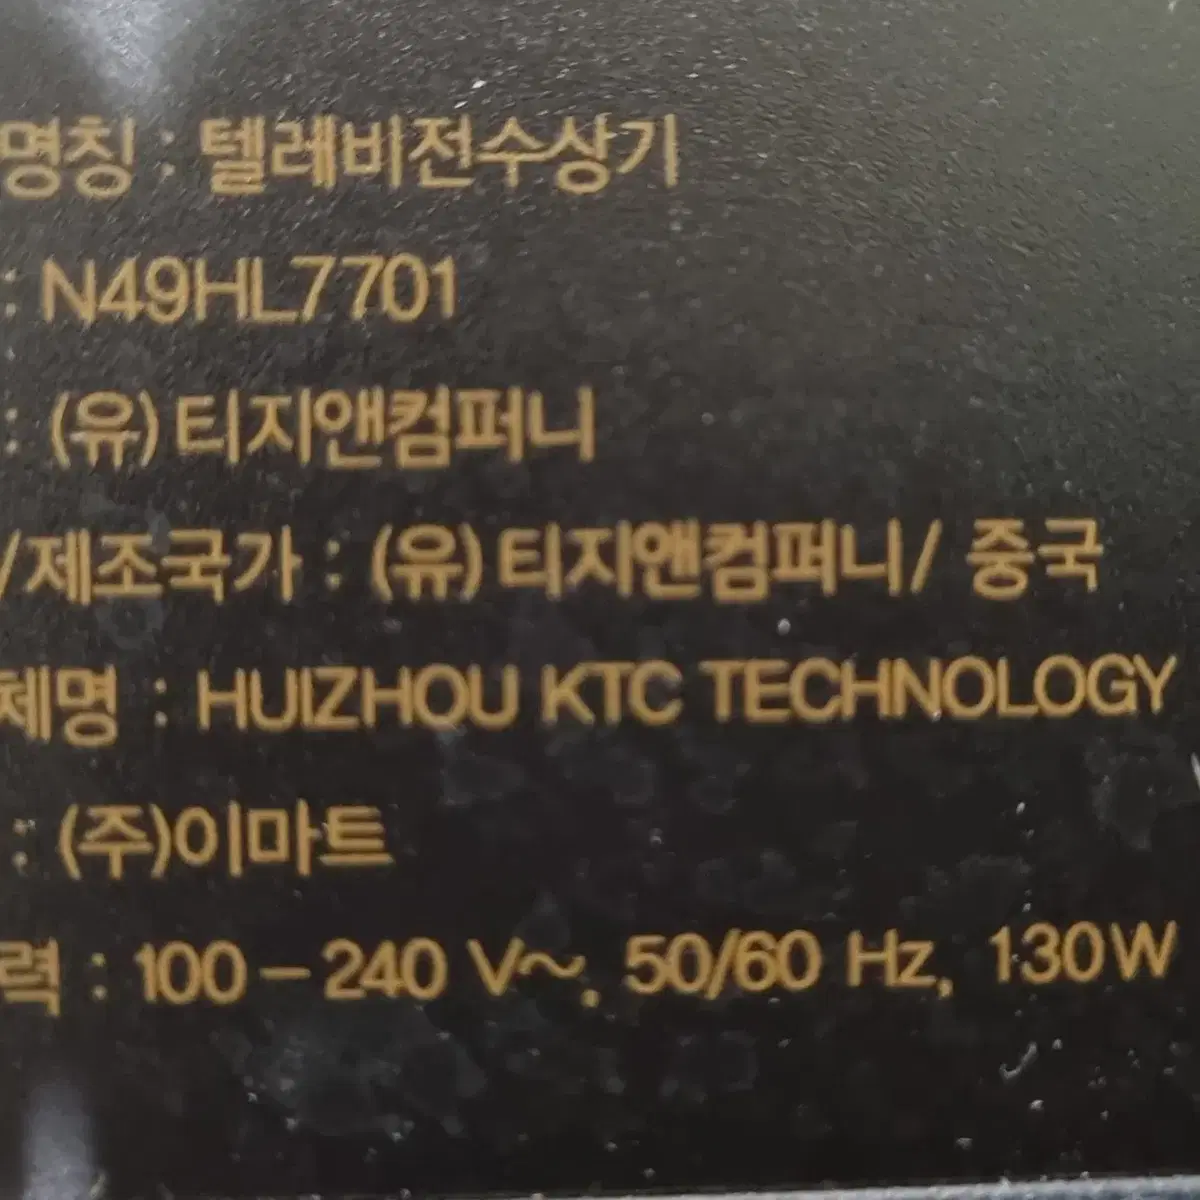 명칭 : 텔레비전수상기
: N49HL7701
: (유)티지앤컴퍼니
/제조국가 : (유)티지앤컴퍼니/ 중국
체명 : HUIZHOU KTC TECHNOLOGY
: (주)이마트
력 : 100-240 V~, 50/60 Hz, 130W